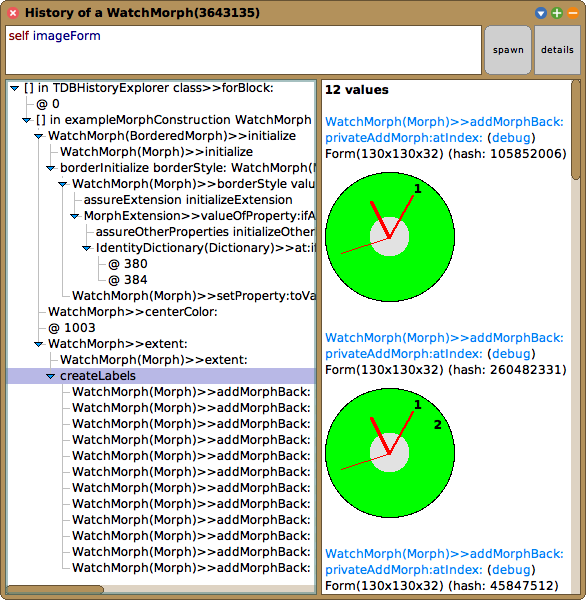 History of a WatchMorph(3643135)
self imageForm
spawn
details
[] in TDBHistoryExplorer class>>forBlock:
@ 0
[] in exampleMorphConstruction WatchMorph
WatchMorph(BorderedMorph)>>initialize
WatchMorph(Morph)>>initialize
borderInitialize borderStyle: WatchMorph(
WatchMorph(Morph)>>borderStyle valu
assureExtension initializeExtension
MorphExtension>>valueOfProperty:ifA
assureOtherProperties initializeOther
IdentityDictionary(Dictionary)>>at:if
@ 380
@ 384
WatchMorph(Morph)>>setProperty:toVa
WatchMorph>>centerColor:
@ 1003
WatchMorph>>extent:
WatchMorph(Morph)>>extent:
createLabels
WatchMorph(Morph)>>addMorphBack:
WatchMorph(Morph)>>addMorphBack:
WatchMorph(Morph)>>addMorphBack:
WatchMorph(Morph)>>addMorphBack:
WatchMorph(Morph)>>addMorphBack:
WatchMorph(Morph)>>addMorphBack:
WatchMorph(Morph)>>addMorphBack:
WatchMorph(Morph)>>addMorphBack:
WatchMorph(Morph)>>addMorphBack:
WatchMorph(Morph)>>addMorphBack:
WatchMorph(Morph)>>addMorphBack:
WatchMorph(Morph)>>addMorphBack:
12 values
WatchMorph(Morph)>>addMorphBack:
privateAddMorph:atIndex: (debug)
Form(130x130x32) (hash: 105852006)
1
WatchMorph(Morph)>>addMorphBack:
privateAddMorph:atIndex: (debug)
Form(130x130x32) (hash: 260482331)
1
2
WatchMorph(Morph)>>addMorphBack:
privateAddMorph:atIndex: (debug)
Form(130x130x32) (hash: 45847512)